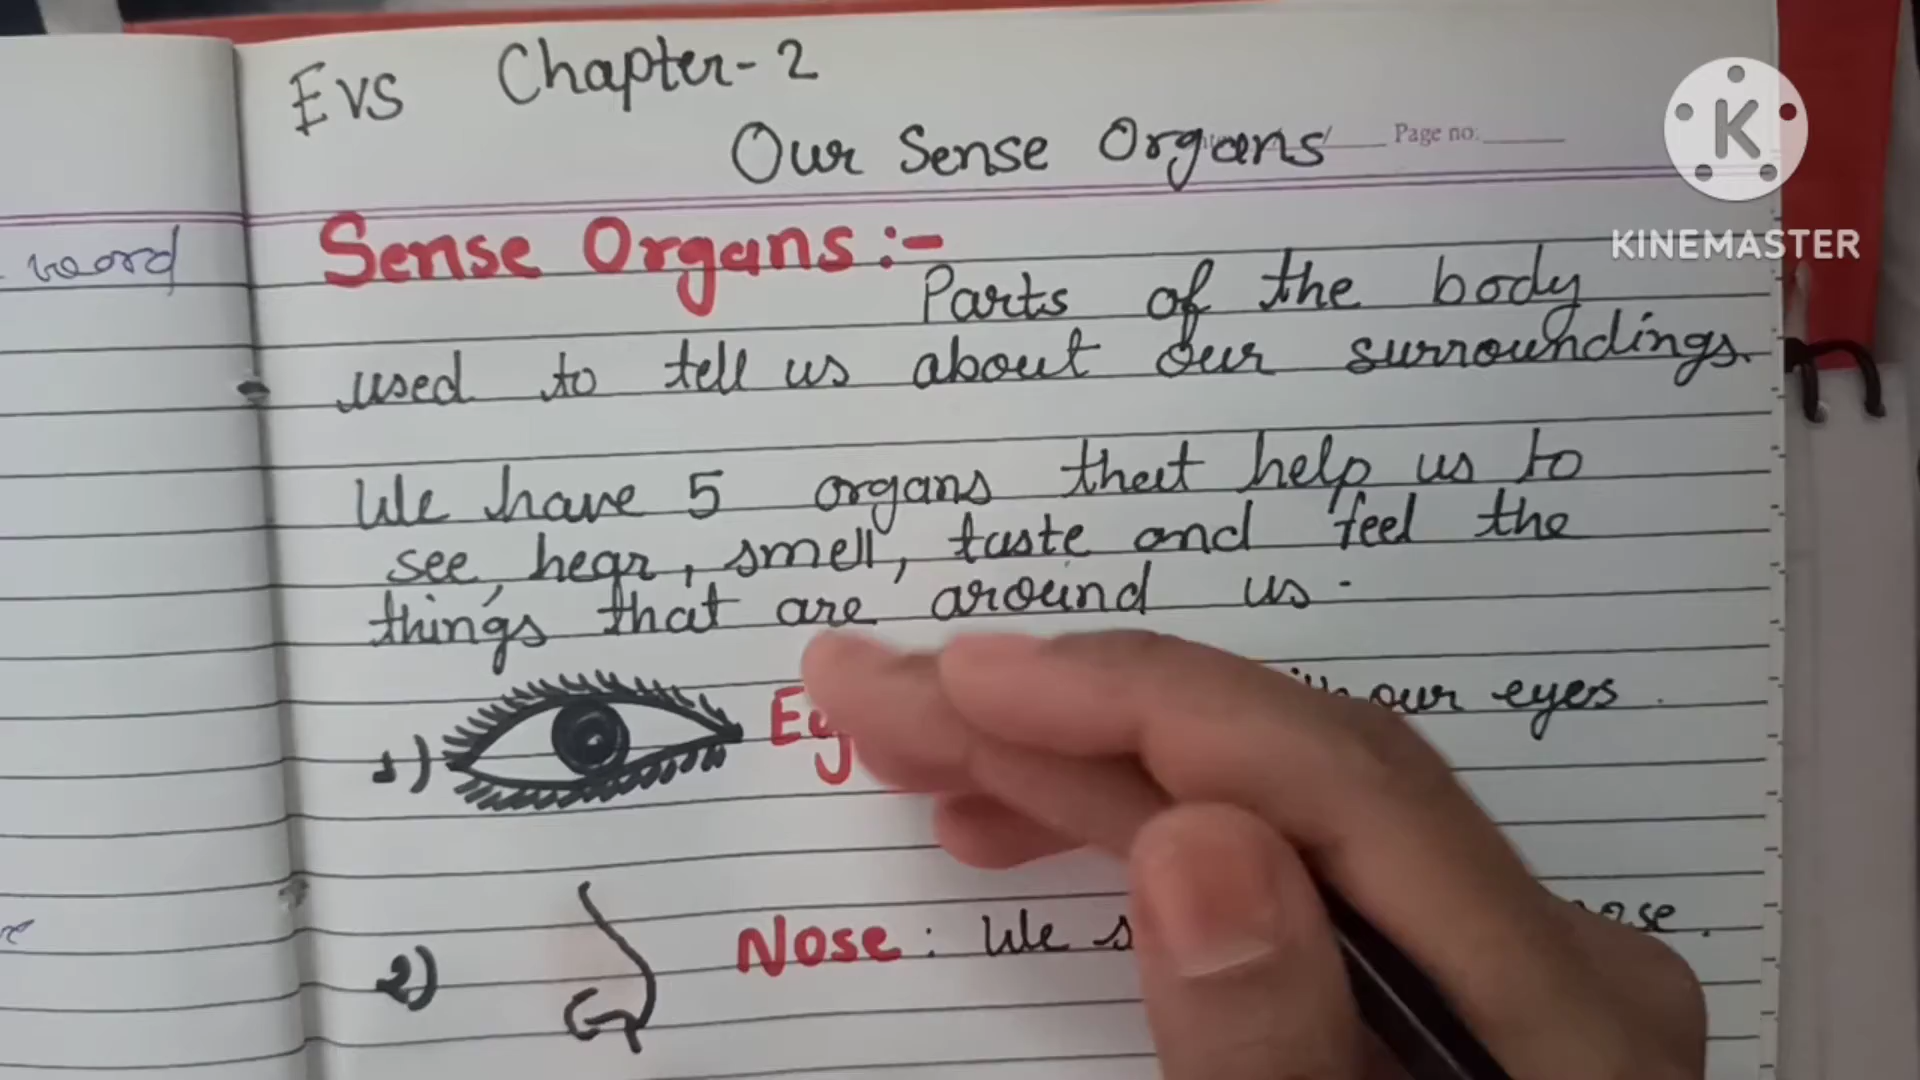 EVS Chapter-2
Our Sense Organs
Page no:
KINEMASTER
word
Sense Organs:-
Parts of the body
used to tell us about our surroundings.
We have 5 organs that help us to
see, hear, smell, taste and feel the
things that are around us.
1) Ey our eyes.
2) Nose: We s nose.